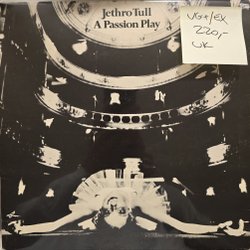 Jethro Tull
A Passion Play
VG+/EX
220,-
UK